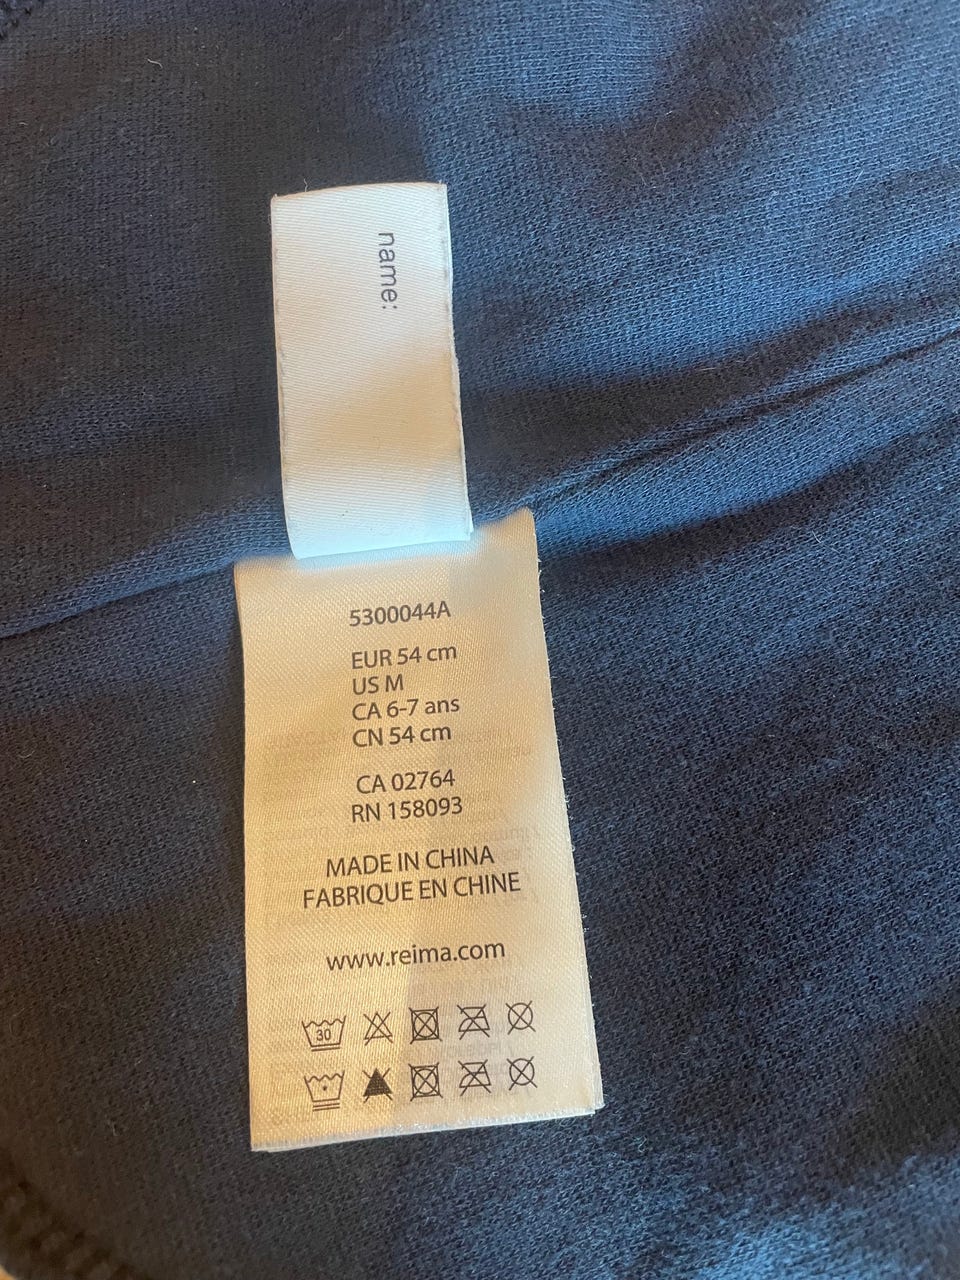 name:
5300044A
EUR 54 cm
US M
CA 6-7 ans
CN 54 cm
CA 02764
RN 158093
MADE IN CHINA
FABRIQUE EN CHINE
www.reima.com
30